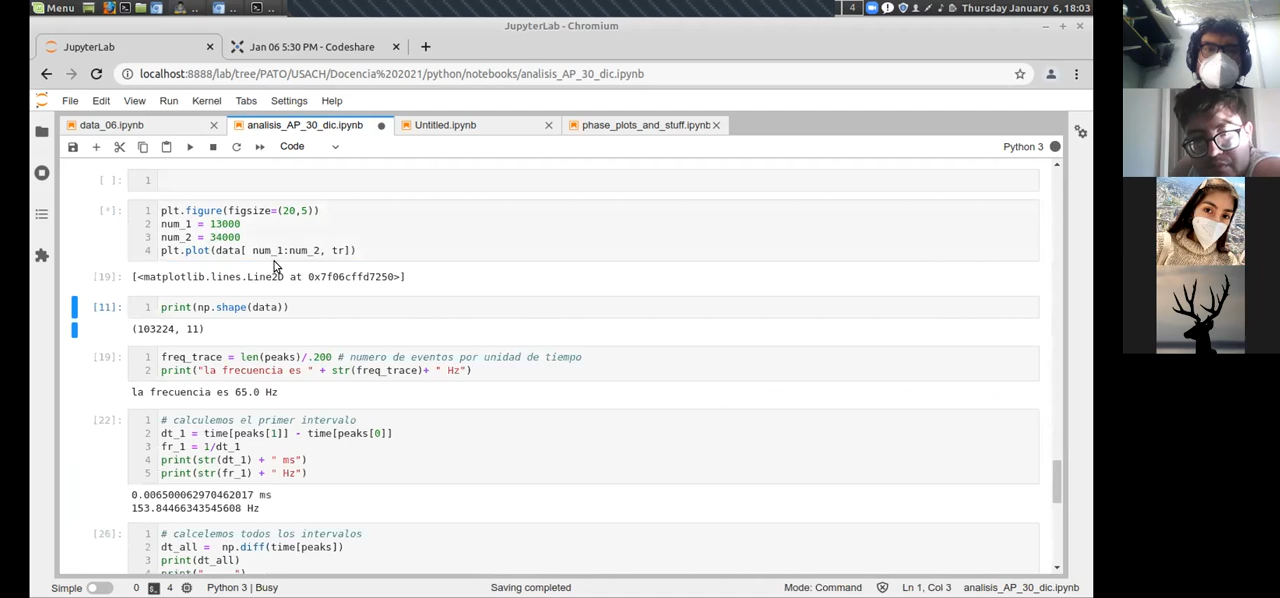 Menu
4
Thursday January 6, 18:03
JupyterLab - Chromium
JupyterLab
Jan 06 5:30 PM - Codeshare
localhost:8888/lab/tree/PATO/USACH/Docencia%202021/python/notebooks/analisis_AP_30_dic.ipynb
File Edit View Run Kernel Tabs Settings Help
data_06.ipynb
analisis_AP_30_dic.ipynb
Untitled.ipynb
phase_plots_and_stuff.ipynb
Code
Python 3
[ ]: 1
[*]: 1 plt.figure(figsize=(20,5))
2 num_1 = 13000
3 num_2 = 34000
4 plt.plot(data[ num_1:num_2, tr])
[19]: [<matplotlib.lines.Line2D at 0x7f06cffd7250>]
[11]: 1 print(np.shape(data))
(103224, 11)
[19]: 1 freq_trace = len(peaks)/.200 # numero de eventos por unidad de tiempo
2 print("la frecuencia es " + str(freq_trace)+ " Hz")
la frecuencia es 65.0 Hz
[22]: 1 # calculemos el primer intervalo
2 dt_1 = time[peaks[1]] - time[peaks[0]]
3 fr_1 = 1/dt_1
4 print(str(dt_1) + " ms")
5 print(str(fr_1) + " Hz")
0.006500062970462017 ms
153.84466343545608 Hz
[26]: 1 # calcelemos todos los intervalos
2 dt_all =  np.diff(time[peaks])
3 print(dt_all)
Simple
0
4
Python 3 | Busy
Saving completed
Mode: Command
Ln 1, Col 3
analisis_AP_30_dic.ipynb